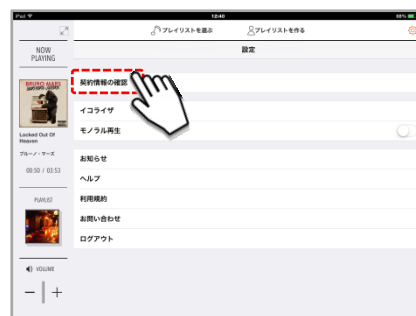 iPad
12:40
88%
プレイリストを選ぶ
プレイリストを作る
NOW
PLAYING
設定
BRUNO MARS
Locked Out Of
Heaven
ブルーノ・マーズ
00:50 / 03:53
PLAYLIST
VOLUME
契約情報の確認
イコライザ
モノラル再生
お知らせ
ヘルプ
利用規約
お問い合わせ
ログアウト